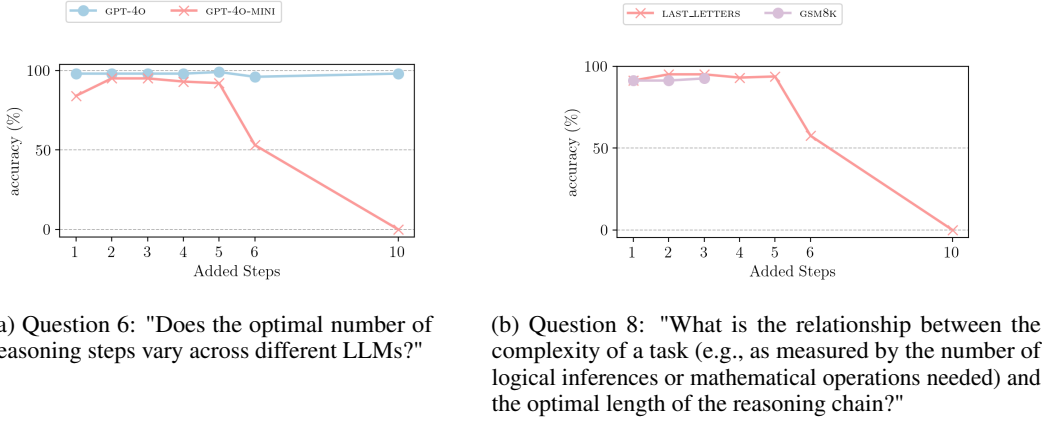 GPT-4O GPT-4O-MINI
100
50
0
accuracy (%)
1 2 3 4 5 6 10
Added Steps
a) Question 6: "Does the optimal number of
easoning steps vary across different LLMs?"
LAST_LETTERS GSM8K
100
50
0
accuracy (%)
1 2 3 4 5 6 10
Added Steps
(b) Question 8: "What is the relationship between the
complexity of a task (e.g., as measured by the number of
logical inferences or mathematical operations needed) and
the optimal length of the reasoning chain?"